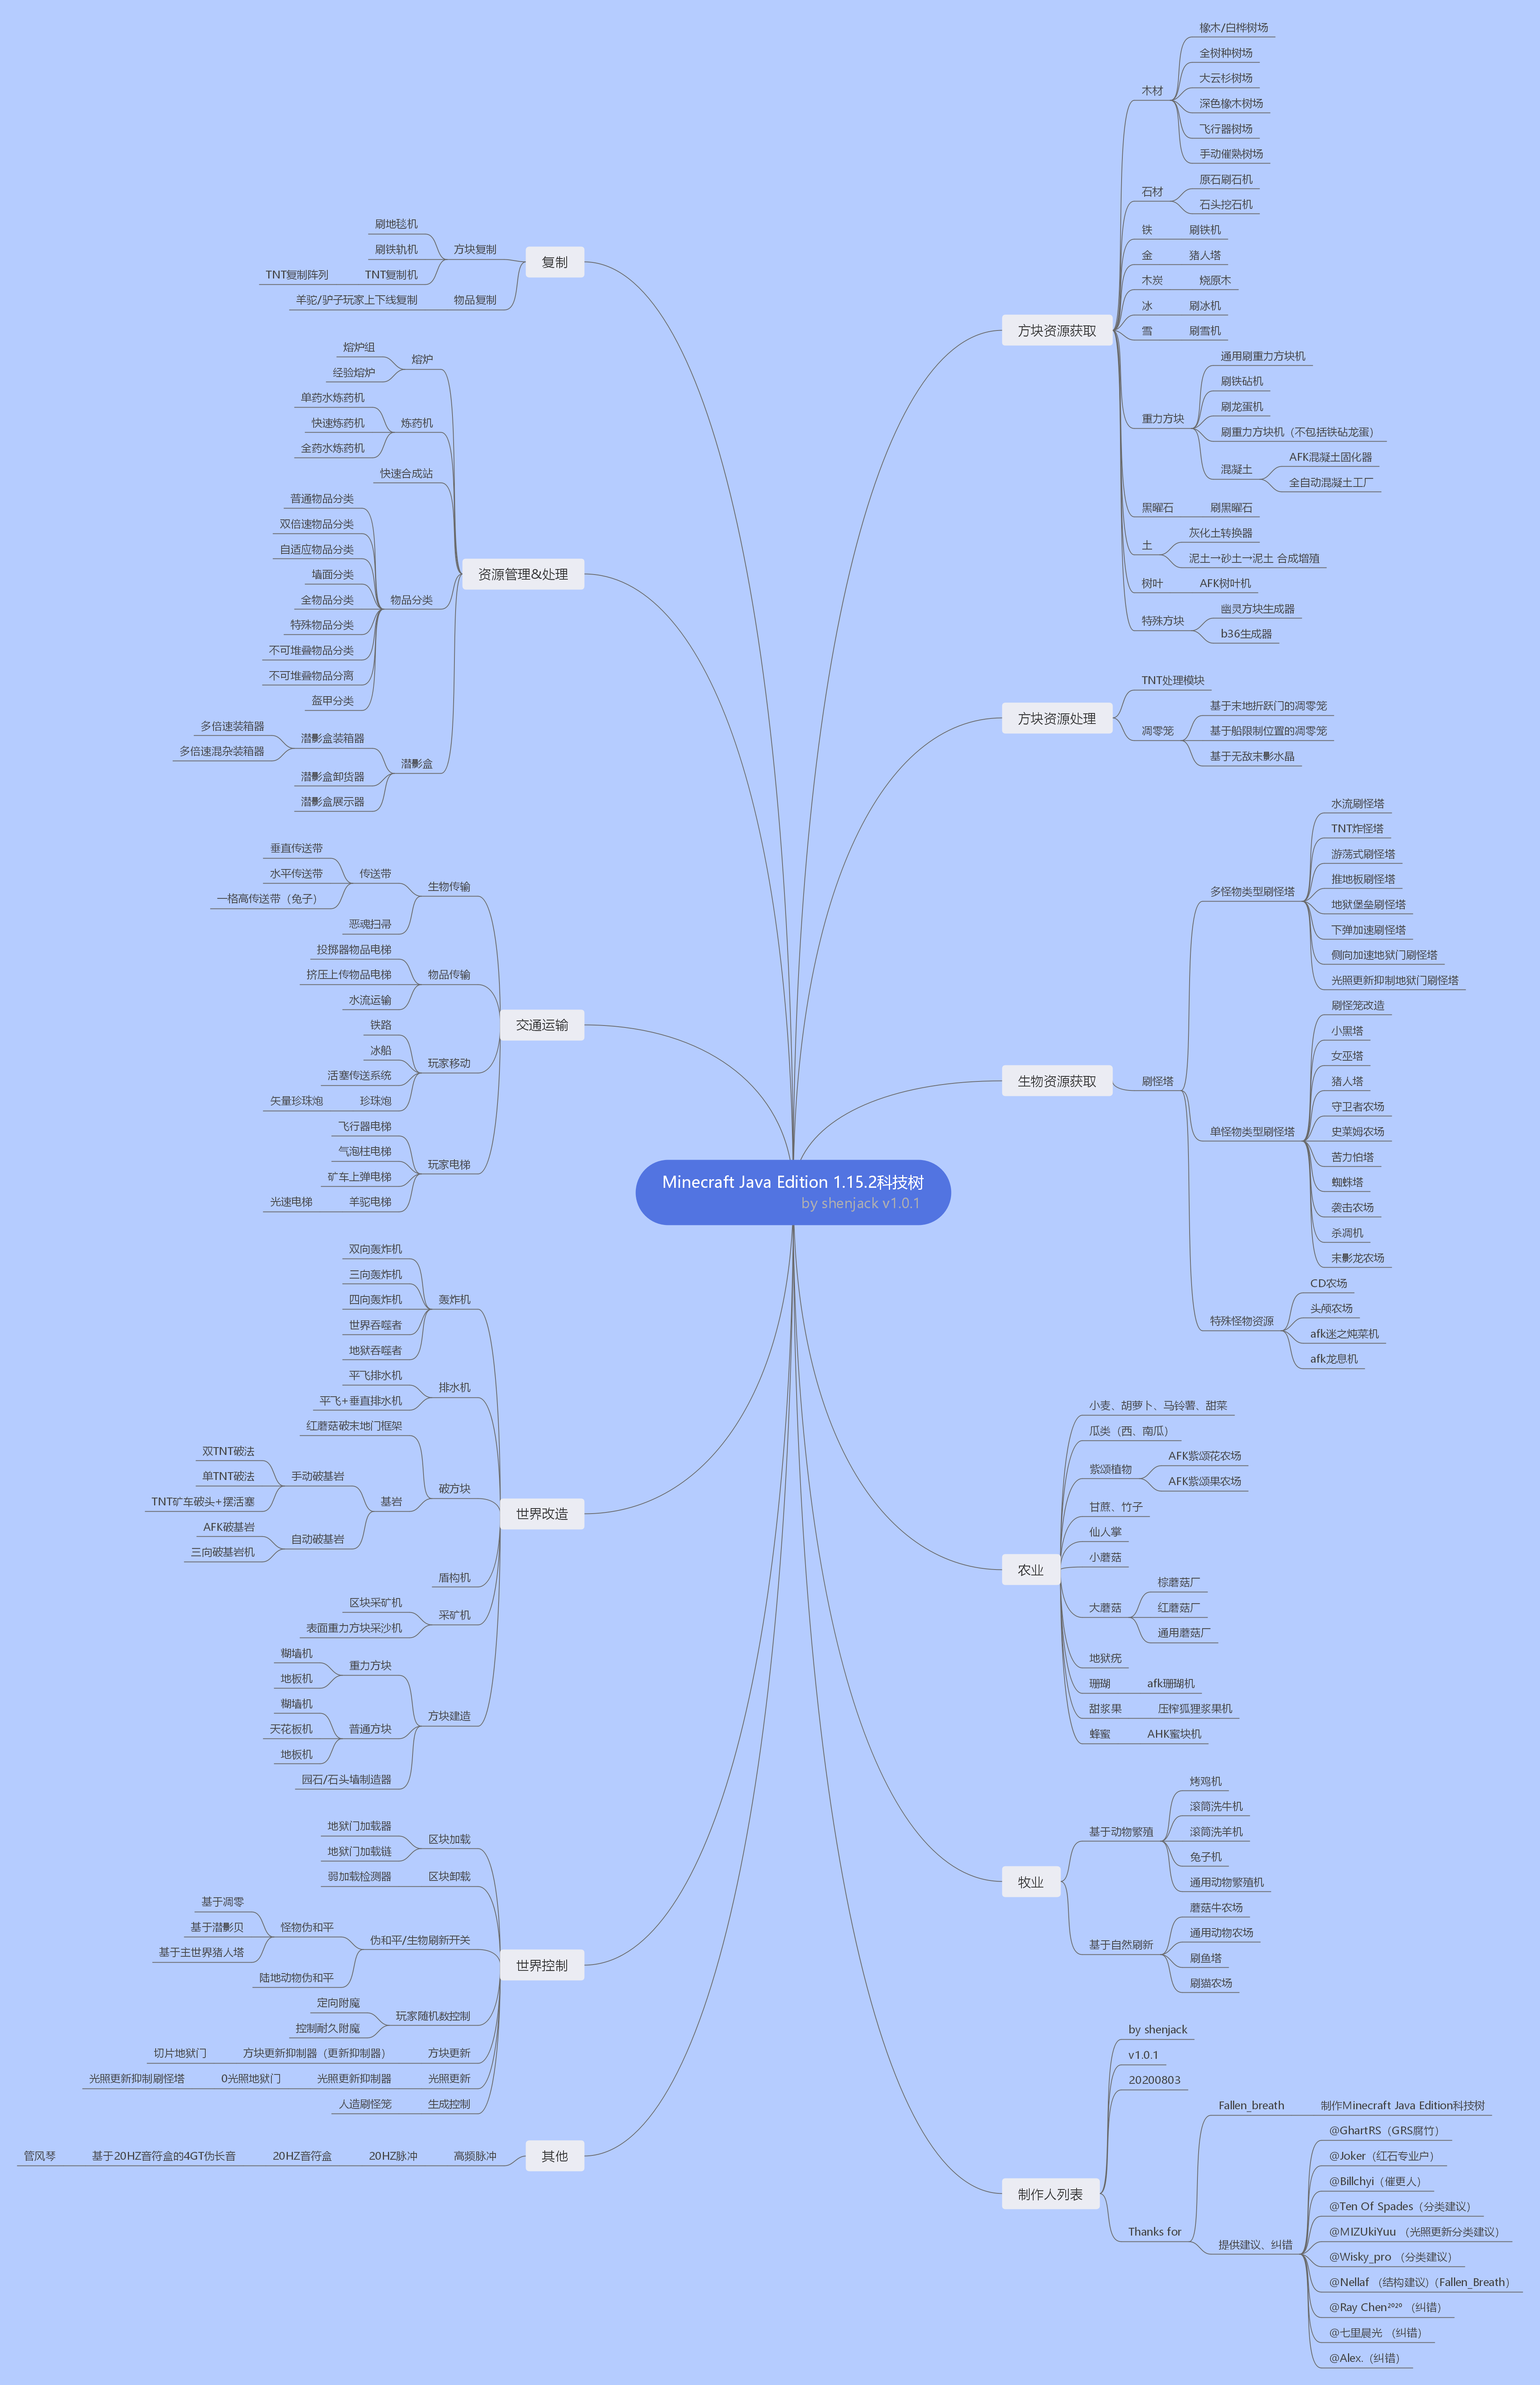 Minecraft Java Edition 1.15.2科技树
by shenjack v1.0.1
复制
方块复制
刷地毯机
刷铁轨机
TNT复制机
TNT复制阵列
物品复制
羊驼/驴子玩家上下线复制
资源管理&处理
熔炉
熔炉组
经验熔炉
炼药机
单药水炼药机
快速炼药机
全药水炼药机
快速合成站
物品分类
普通物品分类
双倍速物品分类
自适应物品分类
墙面分类
全物品分类
特殊物品分类
不可堆叠物品分类
不可堆叠物品分离
盔甲分类
潜影盒
潜影盒装箱器
多倍速装箱器
多倍速混杂装箱器
潜影盒卸货器
潜影盒展示器
交通运输
生物传输
传送带
垂直传送带
水平传送带
一格高传送带（兔子）
恶魂扫帚
物品传输
投掷器物品电梯
挤压上传物品电梯
水流运输
玩家移动
铁路
冰船
活塞传送系统
珍珠炮
矢量珍珠炮
玩家电梯
飞行器电梯
气泡柱电梯
矿车上弹电梯
羊驼电梯
光速电梯
世界改造
轰炸机
双向轰炸机
三向轰炸机
四向轰炸机
世界吞噬者
地狱吞噬者
排水机
平飞排水机
平飞+垂直排水机
破方块
红蘑菇破末地门框架
基岩
手动破基岩
双TNT破法
单TNT破法
TNT矿车破头+摆活塞
自动破基岩
AFK破基岩
三向破基岩机
盾构机
采矿机
区块采矿机
表面重力方块采沙机
方块建造
重力方块
糊墙机
地板机
普通方块
糊墙机
天花板机
地板机
园石/石头墙制造器
世界控制
区块加载
地狱门加载器
地狱门加载链
区块卸载
弱加载检测器
伪和平/生物刷新开关
怪物伪和平
基于凋零
基于潜影贝
基于主世界猪人塔
陆地动物伪和平
玩家随机数控制
定向附魔
控制耐久附魔
方块更新
方块更新抑制器（更新抑制器）
切片地狱门
光照更新
光照更新抑制器
0光照地狱门
光照更新抑制刷怪塔
生成控制
人造刷怪笼
其他
高频脉冲
20HZ脉冲
20HZ音符盒
基于20HZ音符盒的4GT伪长音
管风琴
方块资源获取
木材
橡木/白桦树场
全树种树场
大云杉树场
深色橡木树场
飞行器树场
手动催熟树场
石材
原石刷石机
石头挖石机
铁
刷铁机
金
猪人塔
木炭
烧原木
冰
刷冰机
雪
刷雪机
重力方块
通用刷重力方块机
刷铁砧机
刷龙蛋机
刷重力方块机（不包括铁砧龙蛋）
混凝土
AFK混凝土固化器
全自动混凝土工厂
黑曜石
刷黑曜石
土
灰化土转换器
泥土→砂土→泥土 合成增殖
树叶
AFK树叶机
特殊方块
幽灵方块生成器
b36生成器
方块资源处理
TNT处理模块
凋零笼
基于末地折跃门的凋零笼
基于船限制位置的凋零笼
基于无敌末影水晶
生物资源获取
刷怪塔
多怪物类型刷怪塔
水流刷怪塔
TNT炸怪塔
游荡式刷怪塔
推地板刷怪塔
地狱堡垒刷怪塔
下弹加速刷怪塔
侧向加速地狱门刷怪塔
光照更新抑制地狱门刷怪塔
单怪物类型刷怪塔
刷怪笼改造
小黑塔
女巫塔
猪人塔
守卫者农场
史莱姆农场
苦力怕塔
蜘蛛塔
袭击农场
杀凋机
末影龙农场
特殊怪物资源
CD农场
头颅农场
afk迷之炖菜机
afk龙息机
农业
小麦、胡萝卜、马铃薯、甜菜
瓜类（西、南瓜）
紫颂植物
AFK紫颂花农场
AFK紫颂果农场
甘蔗、竹子
仙人掌
小蘑菇
大蘑菇
棕蘑菇厂
红蘑菇厂
通用蘑菇厂
地狱疣
珊瑚
afk珊瑚机
甜浆果
压榨狐狸浆果机
蜂蜜
AHK蜜块机
牧业
基于动物繁殖
烤鸡机
滚筒洗牛机
滚筒洗羊机
兔子机
通用动物繁殖机
基于自然刷新
蘑菇牛农场
通用动物农场
刷鱼塔
刷猫农场
制作人列表
by shenjack
v1.0.1
20200803
Thanks for
Fallen_breath
制作Minecraft Java Edition科技树
提供建议、纠错
@GhartRS（GRS腐竹）
@Joker（红石专业户）
@Billchyi（催更人）
@Ten Of Spades（分类建议）
@MIZUkiYuu （光照更新分类建议）
@Wisky_pro （分类建议）
@Nellaf （结构建议）（Fallen_Breath）
@Ray Chen²⁰²⁰ （纠错）
@七里晨光 （纠错）
@Alex.（纠错）